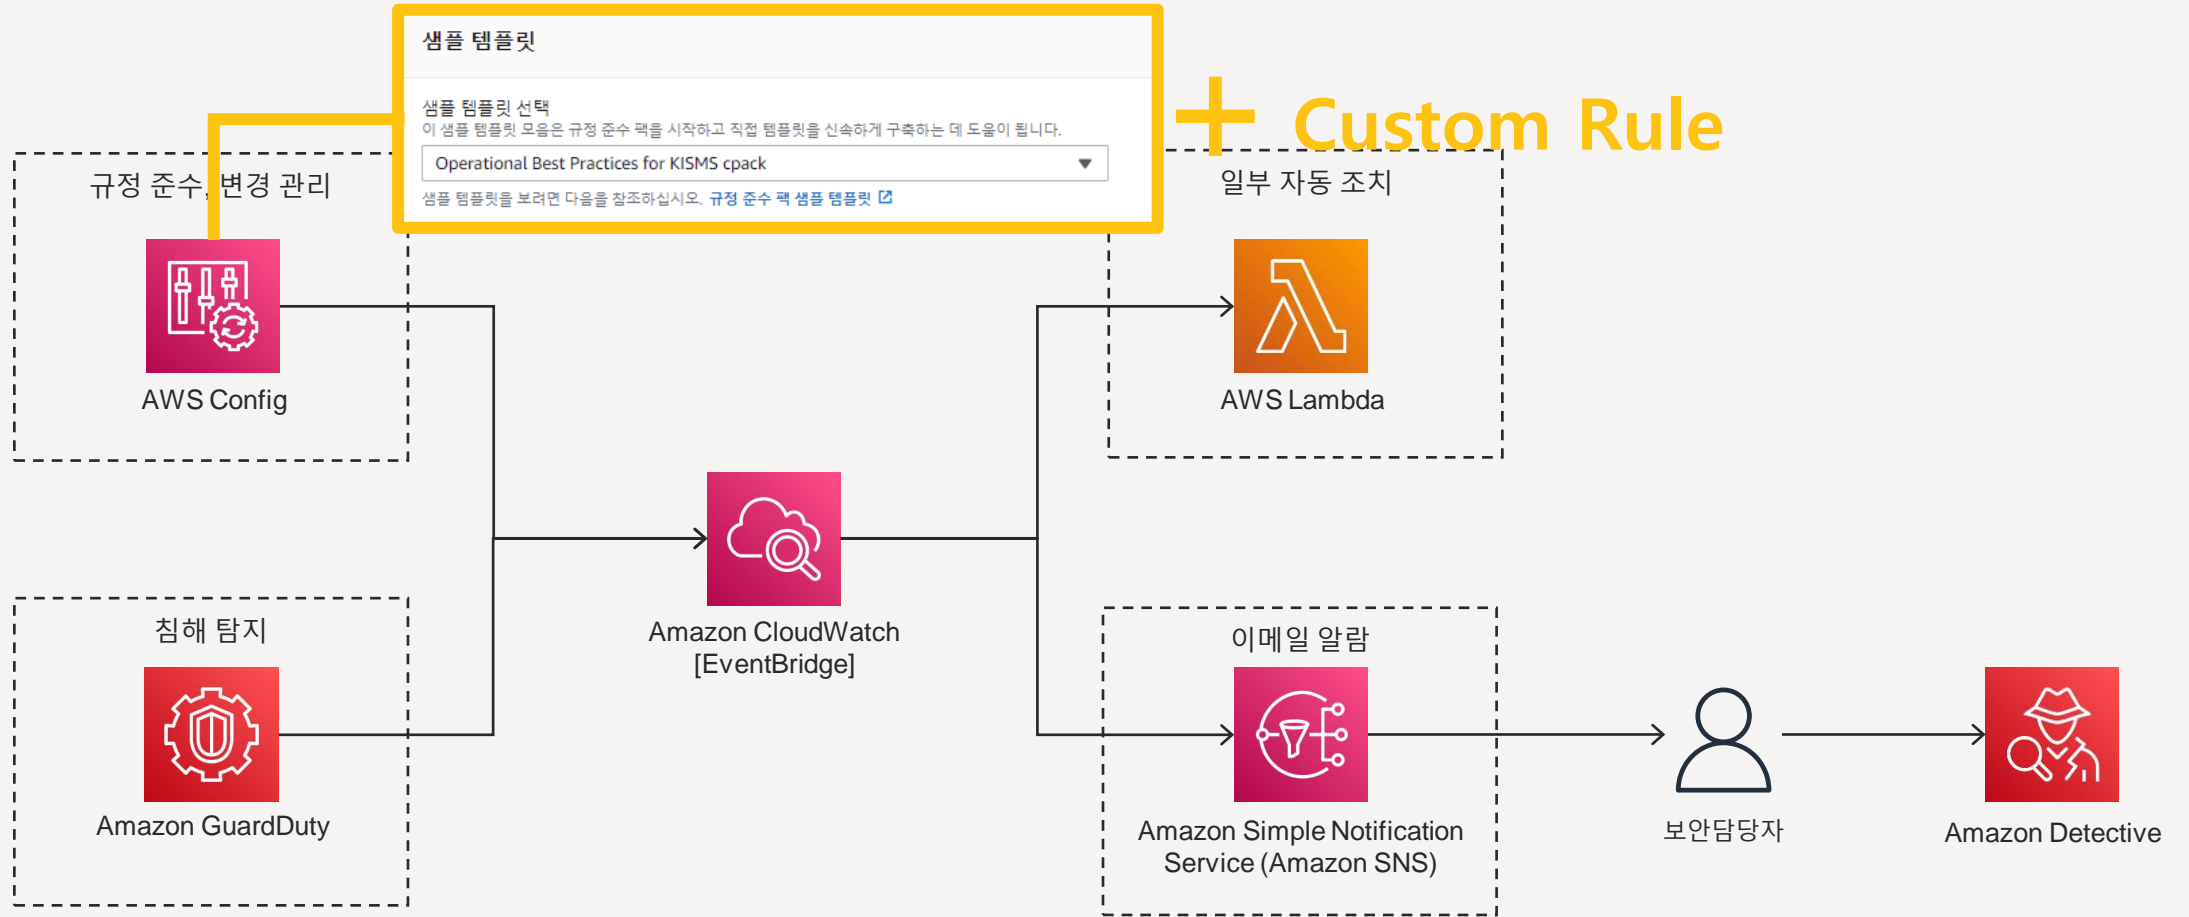 샘플 템플릿
샘플 템플릿 선택
이 샘플 템플릿 모음은 규정 준수 팩을 시작하고 직접 템플릿을 신속하게 구축하는 데 도움이 됩니다.
Operational Best Practices for KISMS cpack
샘플 템플릿을 보려면 다음을 참조하십시오. 규정 준수 팩 샘플 템플릿
+ Custom Rule
규정 준수, 변경 관리
AWS Config
일부 자동 조치
AWS Lambda
Amazon CloudWatch
[EventBridge]
침해 탐지
Amazon GuardDuty
이메일 알람
Amazon Simple Notification
Service (Amazon SNS)
보안담당자
Amazon Detective